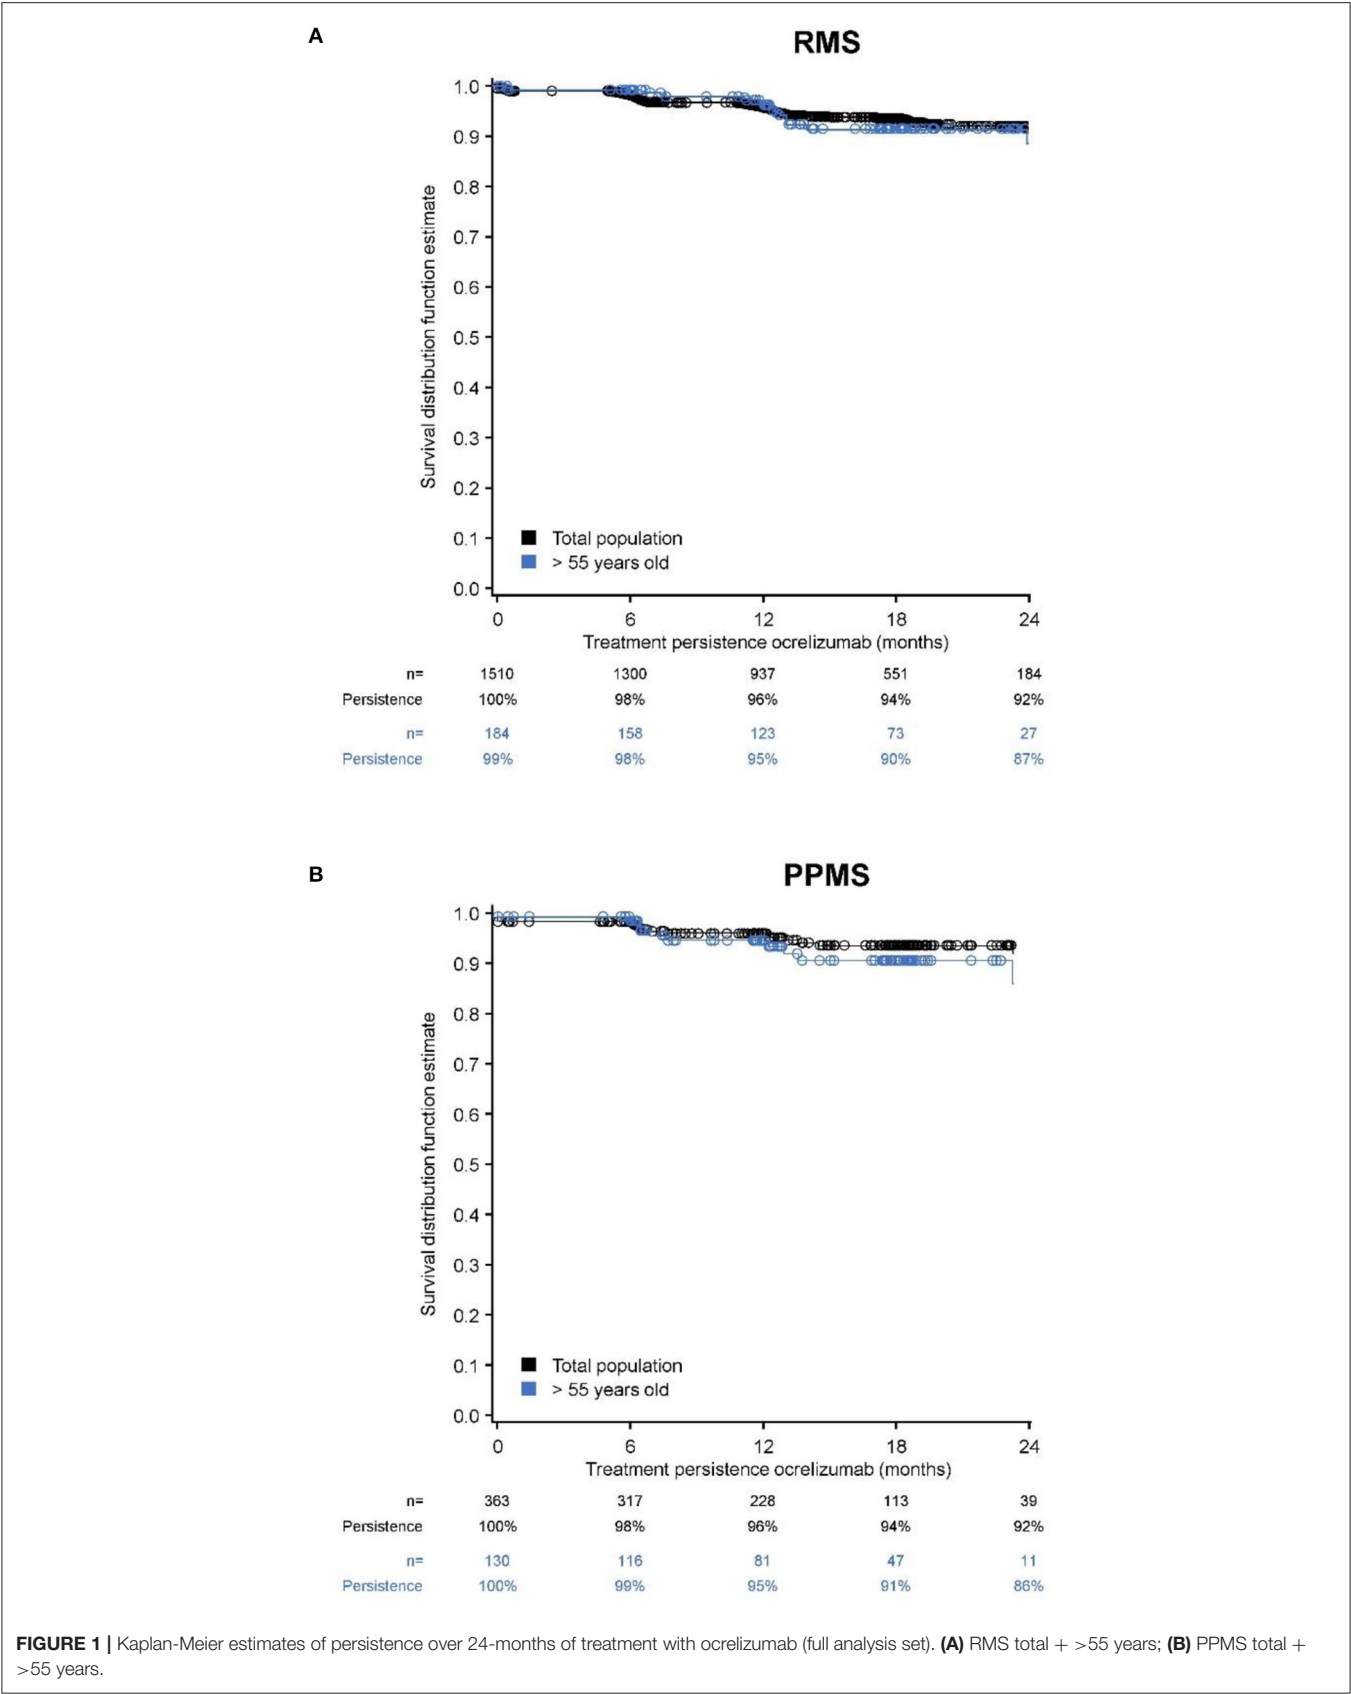 A
RMS
1.0
0.9
0.8
0.7
0.6
0.5
0.4
0.3
0.2
0.1
0.0
Survival distribution function estimate
Total population
> 55 years old
0 6 12 18 24
Treatment persistence ocrelizumab (months)
n= 1510 1300 937 551 184
Persistence 100% 98% 96% 94% 92%
n= 184 158 123 73 27
Persistence 99% 98% 95% 90% 87%
B
PPMS
1.0
0.9
0.8
0.7
0.6
0.5
0.4
0.3
0.2
0.1
0.0
Survival distribution function estimate
Total population
> 55 years old
0 6 12 18 24
Treatment persistence ocrelizumab (months)
n= 363 317 228 113 39
Persistence 100% 98% 96% 94% 92%
n= 130 116 81 47 11
Persistence 100% 99% 95% 91% 86%
FIGURE 1 | Kaplan-Meier estimates of persistence over 24-months of treatment with ocrelizumab (full analysis set). (A) RMS total + >55 years; (B) PPMS total +
>55 years.